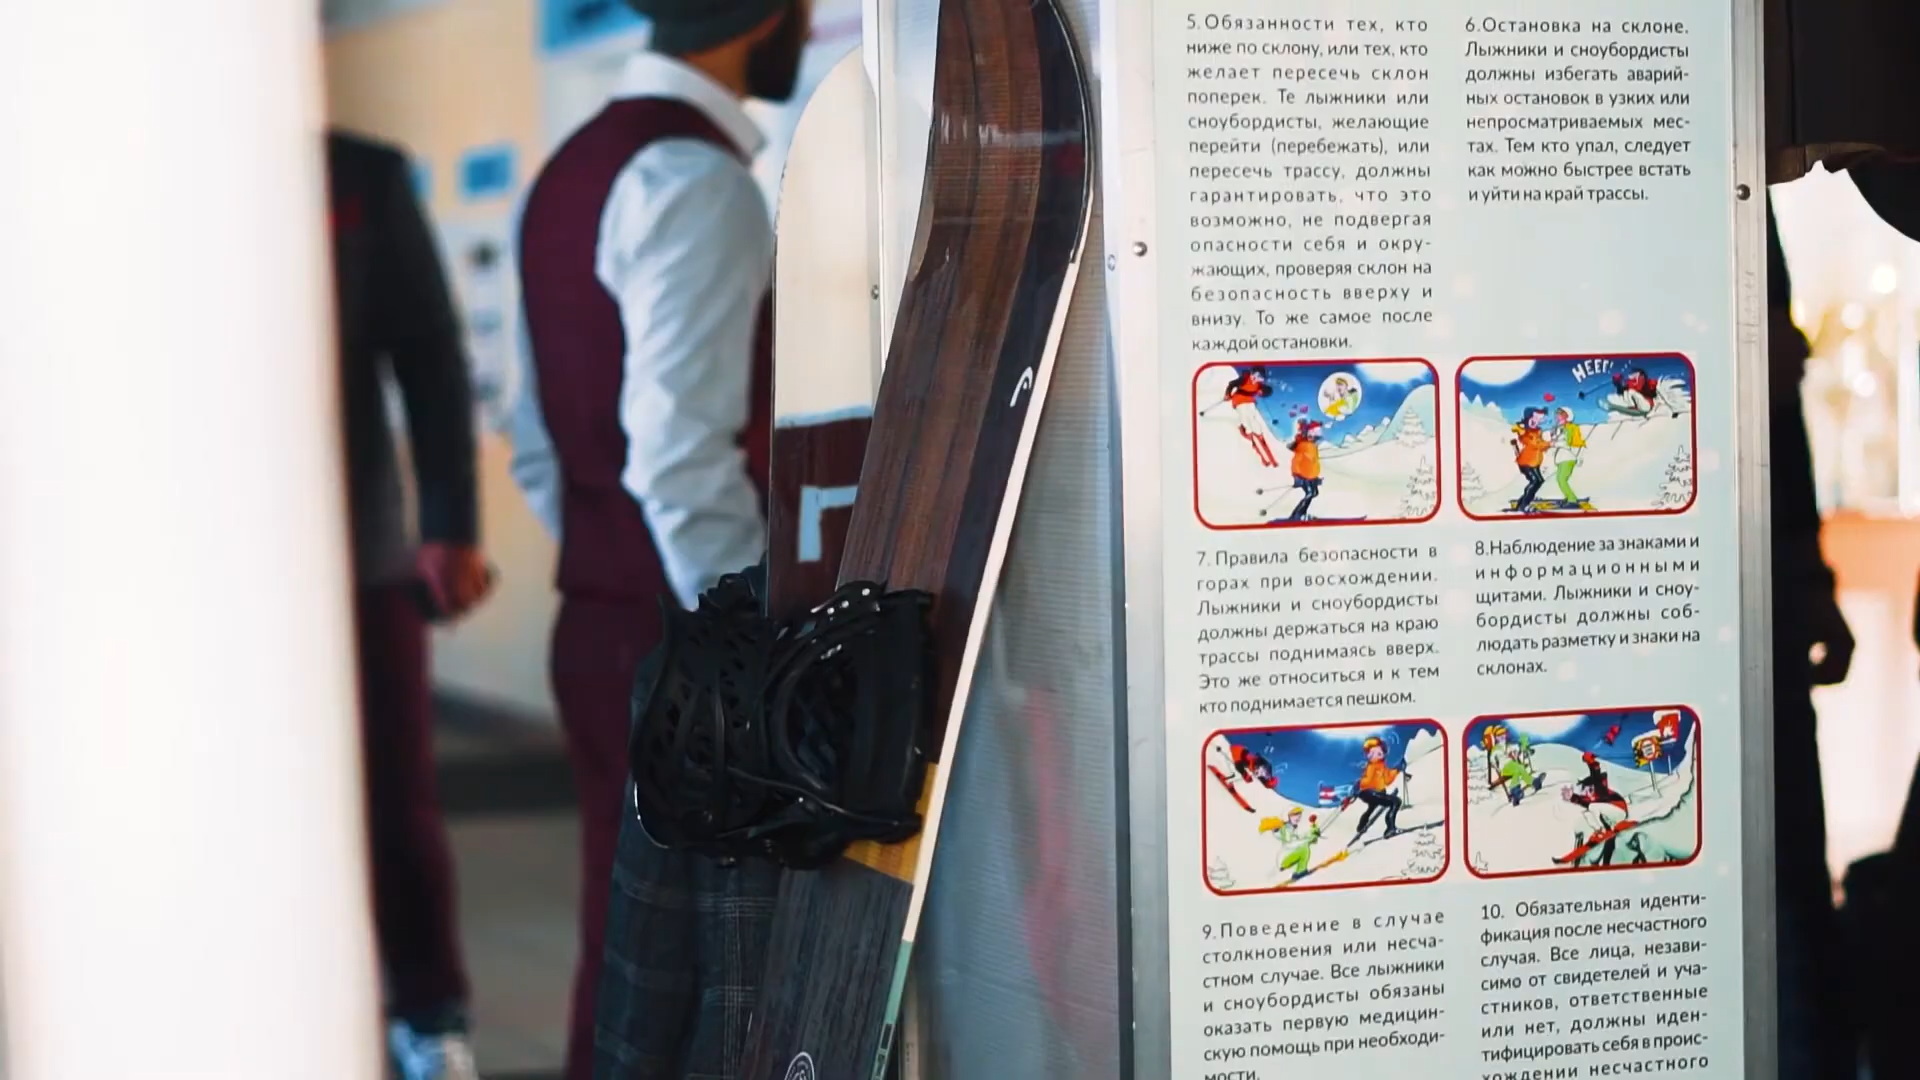 5.Обязанности тех, кто
ниже по склону, или тех, кто
желает пересечь склон
поперек. Те лыжники или
сноубордисты, желающие
перейти (перебежать), или
пересечь трассу, должны
гарантировать, что это
возможно, не подвергая
опасности себя и окру-
жающих, проверяя склон на
безопасность вверху и
внизу. То же самое после
каждой остановки.
6.Остановка на склоне.
Лыжники и сноубордисты
должны избегать аварий-
ных остановок в узких или
непросматриваемых мес-
тах. Тем кто упал, следует
как можно быстрее встать
и уйти на край трассы.
НЕЕГ!
7. Правила безопасности в
горах при восхождении.
Лыжники и сноубордисты
должны держаться на краю
трассы поднимаясь вверх.
Это же относиться и к тем
кто поднимается пешком.
8.Наблюдение за знаками и
информационными
щитами. Лыжники и сноу-
бордисты должны соб-
людать разметку и знаки на
склонах.
9.Поведение в случае
столкновения или несча-
стном случае. Все лыжники
и сноубордисты обязаны
оказать первую медицин-
скую помощь при необходи-
мости.
10. Обязательная иденти-
фикация после несчастного
случая. Все лица, незави-
симо от свидетелей и уча-
стников, ответственные
или нет, должны иден-
тифицировать себя в проис-
хождении несчастного